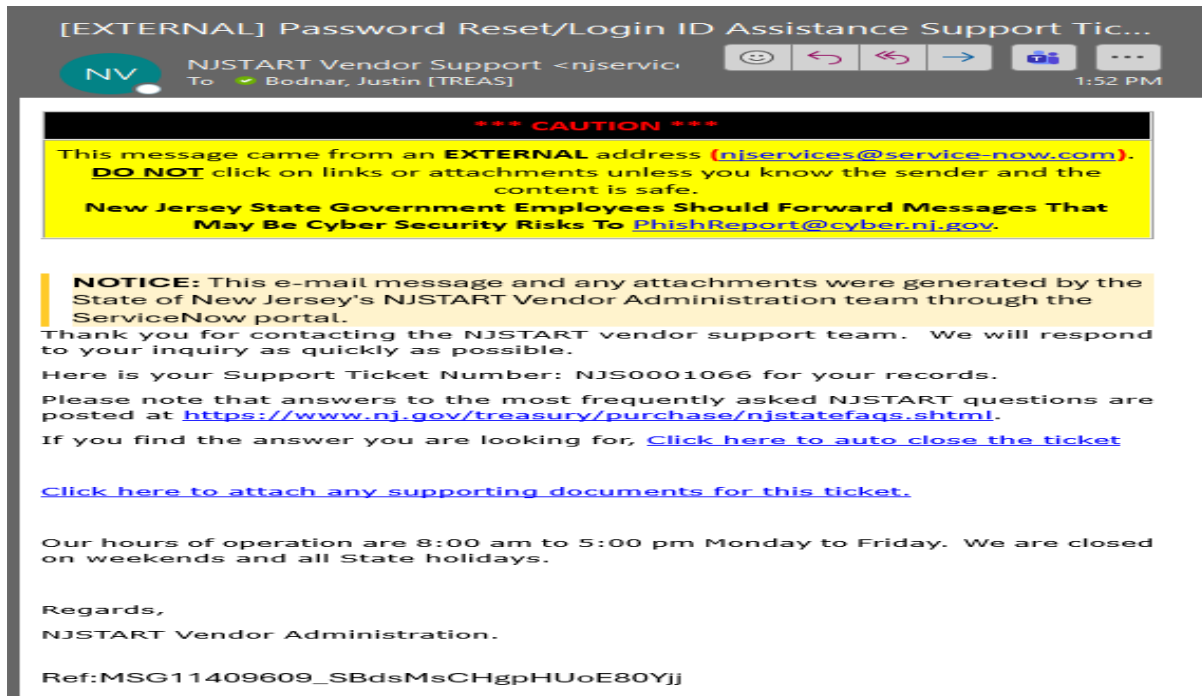 [EXTERNAL] Password Reset/Login ID Assistance Support Tic...
NV
NJSTART Vendor Support <njservic
To Bodnar, Justin [TREAS]
1:52 PM
*** CAUTION ***
This message came from an EXTERNAL address (njservices@service-now.com).
DO NOT click on links or attachments unless you know the sender and the
content is safe.
New Jersey State Government Employees Should Forward Messages That
May Be Cyber Security Risks To PhishReport@cyber.nj.gov.
NOTICE: This e-mail message and any attachments were generated by the
State of New Jersey's NJSTART Vendor Administration team through the
ServiceNow portal.
Thank you for contacting the NJSTART vendor support team. We will respond
to your inquiry as quickly as possible.
Here is your Support Ticket Number: NJS0001066 for your records.
Please note that answers to the most frequently asked NJSTART questions are
posted at https://www.nj.gov/treasury/purchase/njstatefaqs.shtml.
If you find the answer you are looking for, Click here to auto close the ticket
Click here to attach any supporting documents for this ticket.
Our hours of operation are 8:00 am to 5:00 pm Monday to Friday. We are closed
on weekends and all State holidays.
Regards,
NJSTART Vendor Administration.
Ref:MSG11409609_SBdsMsCHgpHUoE80Yjj